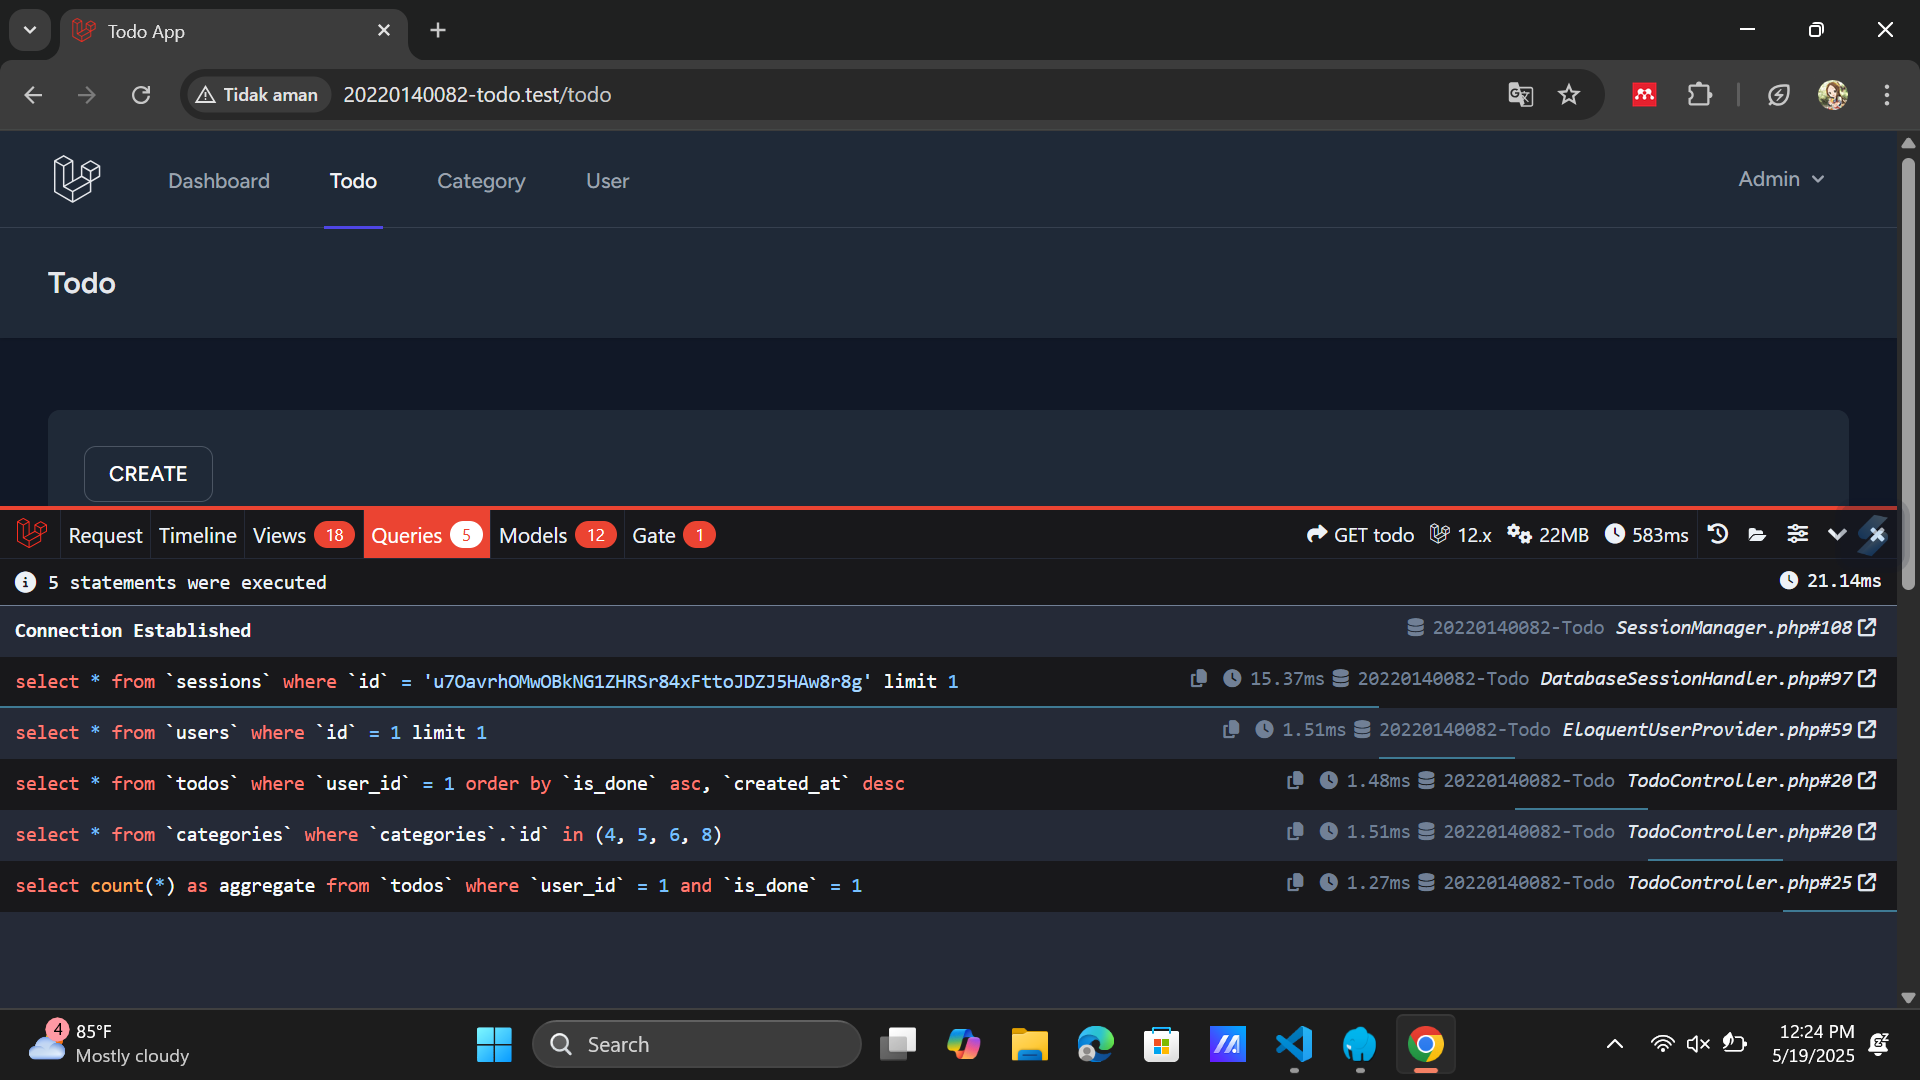 Todo App
Tidak aman 20220140082-todo.test/todo
Dashboard Todo Category User Admin
Todo
CREATE
Request Timeline Views 18 Queries 5 Models 12 Gate 1 GET todo 12.x 22MB 583ms
5 statements were executed 21.14ms
Connection Established 20220140082-Todo SessionManager.php#108
select * from `sessions` where `id` = 'u7OavrhOMwOBkNG1ZHRSr84xFttoJDZJ5HAw8r8g' limit 1 15.37ms 20220140082-Todo DatabaseSessionHandler.php#97
select * from `users` where `id` = 1 limit 1 1.51ms 20220140082-Todo EloquentUserProvider.php#59
select * from `todos` where `user_id` = 1 order by `is_done` asc, `created_at` desc 1.48ms 20220140082-Todo TodoController.php#20
select * from `categories` where `categories`.`id` in (4, 5, 6, 8) 1.51ms 20220140082-Todo TodoController.php#20
select count(*) as aggregate from `todos` where `user_id` = 1 and `is_done` = 1 1.27ms 20220140082-Todo TodoController.php#25
4 85°F
Mostly cloudy
Search
12:24 PM
5/19/2025